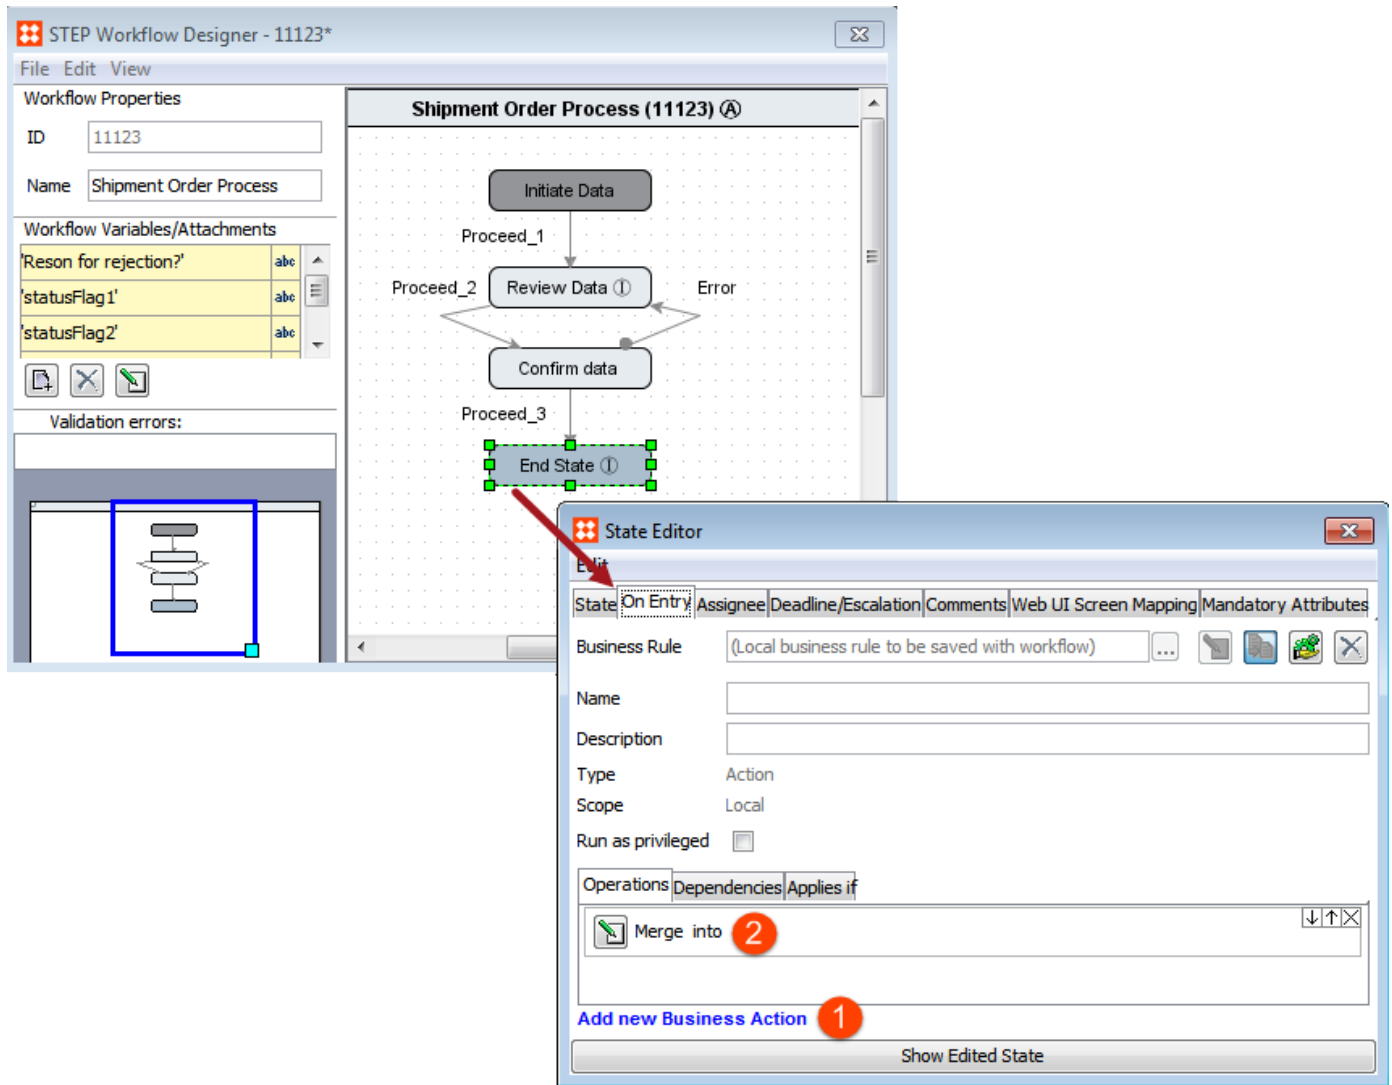 STEP Workflow Designer - 11123*
File Edit View
Workflow Properties
ID 11123
Name Shipment Order Process
Workflow Variables/Attachments
'Reson for rejection?' abc
'statusFlag1' abc
'statusFlag2' abc
Validation errors:
Shipment Order Process (11123) Ⓐ
Initiate Data
Proceed_1
Proceed_2 Review Data Ⓘ Error
Confirm data
Proceed_3
End State Ⓘ
State Editor
Edit
State On Entry Assignee Deadline/Escalation Comments Web UI Screen Mapping Mandatory Attributes
Business Rule (Local business rule to be saved with workflow) ...
Name
Description
Type Action
Scope Local
Run as privileged
Operations Dependencies Applies if
Merge into 2
Add new Business Action 1
Show Edited State